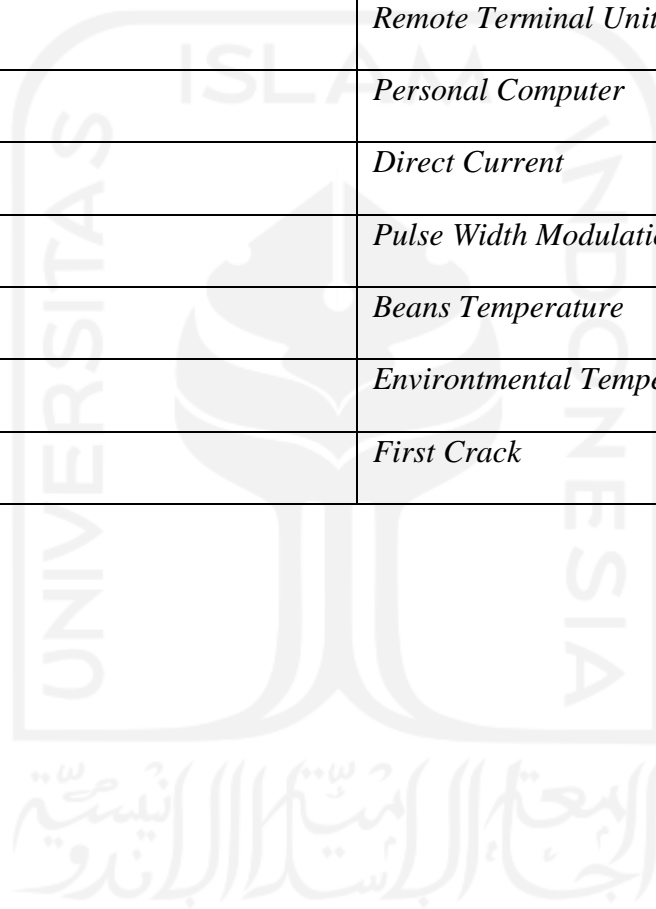 Remote Terminal Unit
Personal Computer
Direct Current
Pulse Width Modulatio
Beans Temperature
Environtmental Tempe
First Crack
UNIVERSITAS
ISLAM
INDONESIA